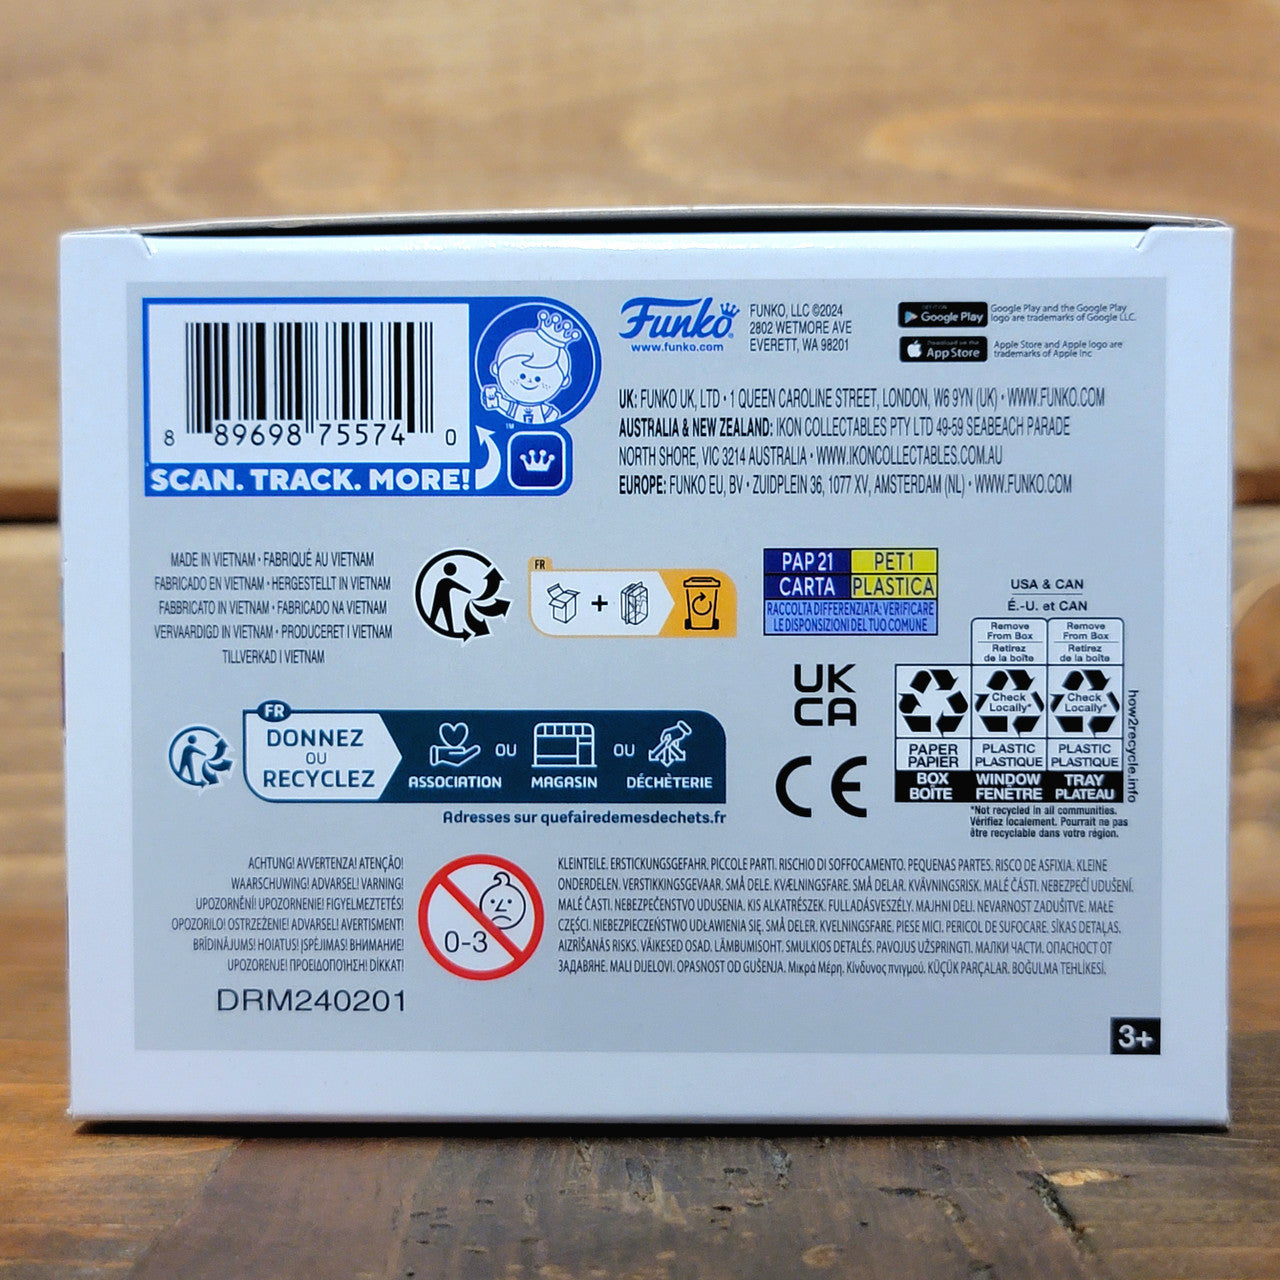 8 89698 75574 0
SCAN. TRACK. MORE!
TM
Funko
www.funko.com
FUNKO, LLC ©2024
2802 WETMORE AVE
EVERETT, WA 98201
GET IT ON
Google Play
Google Play and the Google Play
logo are trademarks of Google LLC.
Download on the
App Store
Apple Store and Apple logo are
trademarks of Apple Inc
UK: FUNKO UK, LTD • 1 QUEEN CAROLINE STREET, LONDON, W6 9YN (UK) • WWW.FUNKO.COM
AUSTRALIA & NEW ZEALAND: IKON COLLECTABLES PTY LTD 49-59 SEABEACH PARADE
NORTH SHORE, VIC 3214 AUSTRALIA • WWW.IKONCOLLECTABLES.COM.AU
EUROPE: FUNKO EU, BV • ZUIDPLEIN 36, 1077 XV, AMSTERDAM (NL) • WWW.FUNKO.COM
MADE IN VIETNAM • FABRIQUÉ AU VIETNAM
FABRICADO EN VIETNAM • HERGESTELLT IN VIETNAM
FABBRICATO IN VIETNAM • FABRICADO NA VIETNAM
VERVAARDIGD IN VIETNAM • PRODUCERET I VIETNAM
TILLVERKAD I VIETNAM
FR
+
PAP 21 PET 1
CARTA PLASTICA
RACCOLTA DIFFERENZIATA: VERIFICARE
LE DISPOSIZIONI DEL TUO COMUNE
USA & CAN
É.-U. et CAN
Remove From Box Retirez de la boîte
Remove From Box Retirez de la boîte
Check Locally*
Check Locally*
PAPER PAPIER
PLASTIC PLASTIQUE
PLASTIC PLASTIQUE
BOX BOÎTE
WINDOW FENÊTRE
TRAY PLATEAU
how2recycle.info
*Not recycled in all communities.
Vérifiez localement. Pourrait ne pas
être recyclable dans votre région.
UK
CA
CE
FR
DONNEZ
OU
RECYCLEZ
ASSOCIATION OU MAGASIN OU DÉCHÈTERIE
Adresses sur quefairedemesdechets.fr
ACHTUNG! AVVERTENZA! ATENÇÃO!
WAARSCHUWING! ADVARSEL! VARNING!
UPOZORNĚNÍ! UPOZORNENIE! FIGYELMEZTETÉS!
OPOZORILO! OSTRZEŻENIE! ADVARSEL! AVERTISMENT!
BRĪDINĀJUMS! HOIATUS! ĮSPĖJIMAS! ВНИМАНИЕ!
UPOZORENJE! ΠΡΟΕΙΔΟΠΟΙΗΣΗ! DİKKAT!
0-3
KLEINTEILE. ERSTICKUNGSGEFAHR. PICCOLE PARTI. RISCHIO DI SOFFOCAMENTO. PEQUENAS PARTES. RISCO DE ASFIXIA. KLEINE
ONDERDELEN. VERSTIKKINGSGEVAAR. SMÅ DELE. KVÆLNINGSFARE. SMÅ DELAR. KVÄVNINGSRISK. MALÉ ČÁSTI. NEBEZPEČÍ UDUŠENÍ.
MALÉ ČASTI. NEBEZPEČENSTVO UDUSENIA. KIS ALKATRÉSZEK. FULLADÁSVESZÉLY. MAJHNI DELI. NEVARNOST ZADUŠITVE. MAŁE
CZĘŚCI. NIEBEZPIECZEŃSTWO UDŁAWIENIA SIĘ. SMÅ DELER. KVELNINGSFARE. PIESE MICI. PERICOL DE SUFOCARE. SĪKAS DETAĻAS.
AIZRĪŠANĀS RISKS. VÄIKESED OSAD. LÄMBUMISOHT. SMULKIOS DETALĖS. PAVOJUS UŽSPRINGTI. МАЛКИ ЧАСТИ. ОПАСНОСТ ОТ
ЗАДАВЯНЕ. MALI DIJELOVI. OPASNOST OD GUŠENJA. Μικρά Μέρη. Κίνδυνος πνιγμού. KÜÇÜK PARÇALAR. BOĞULMA TEHLİKESİ.
DRM240201
3+